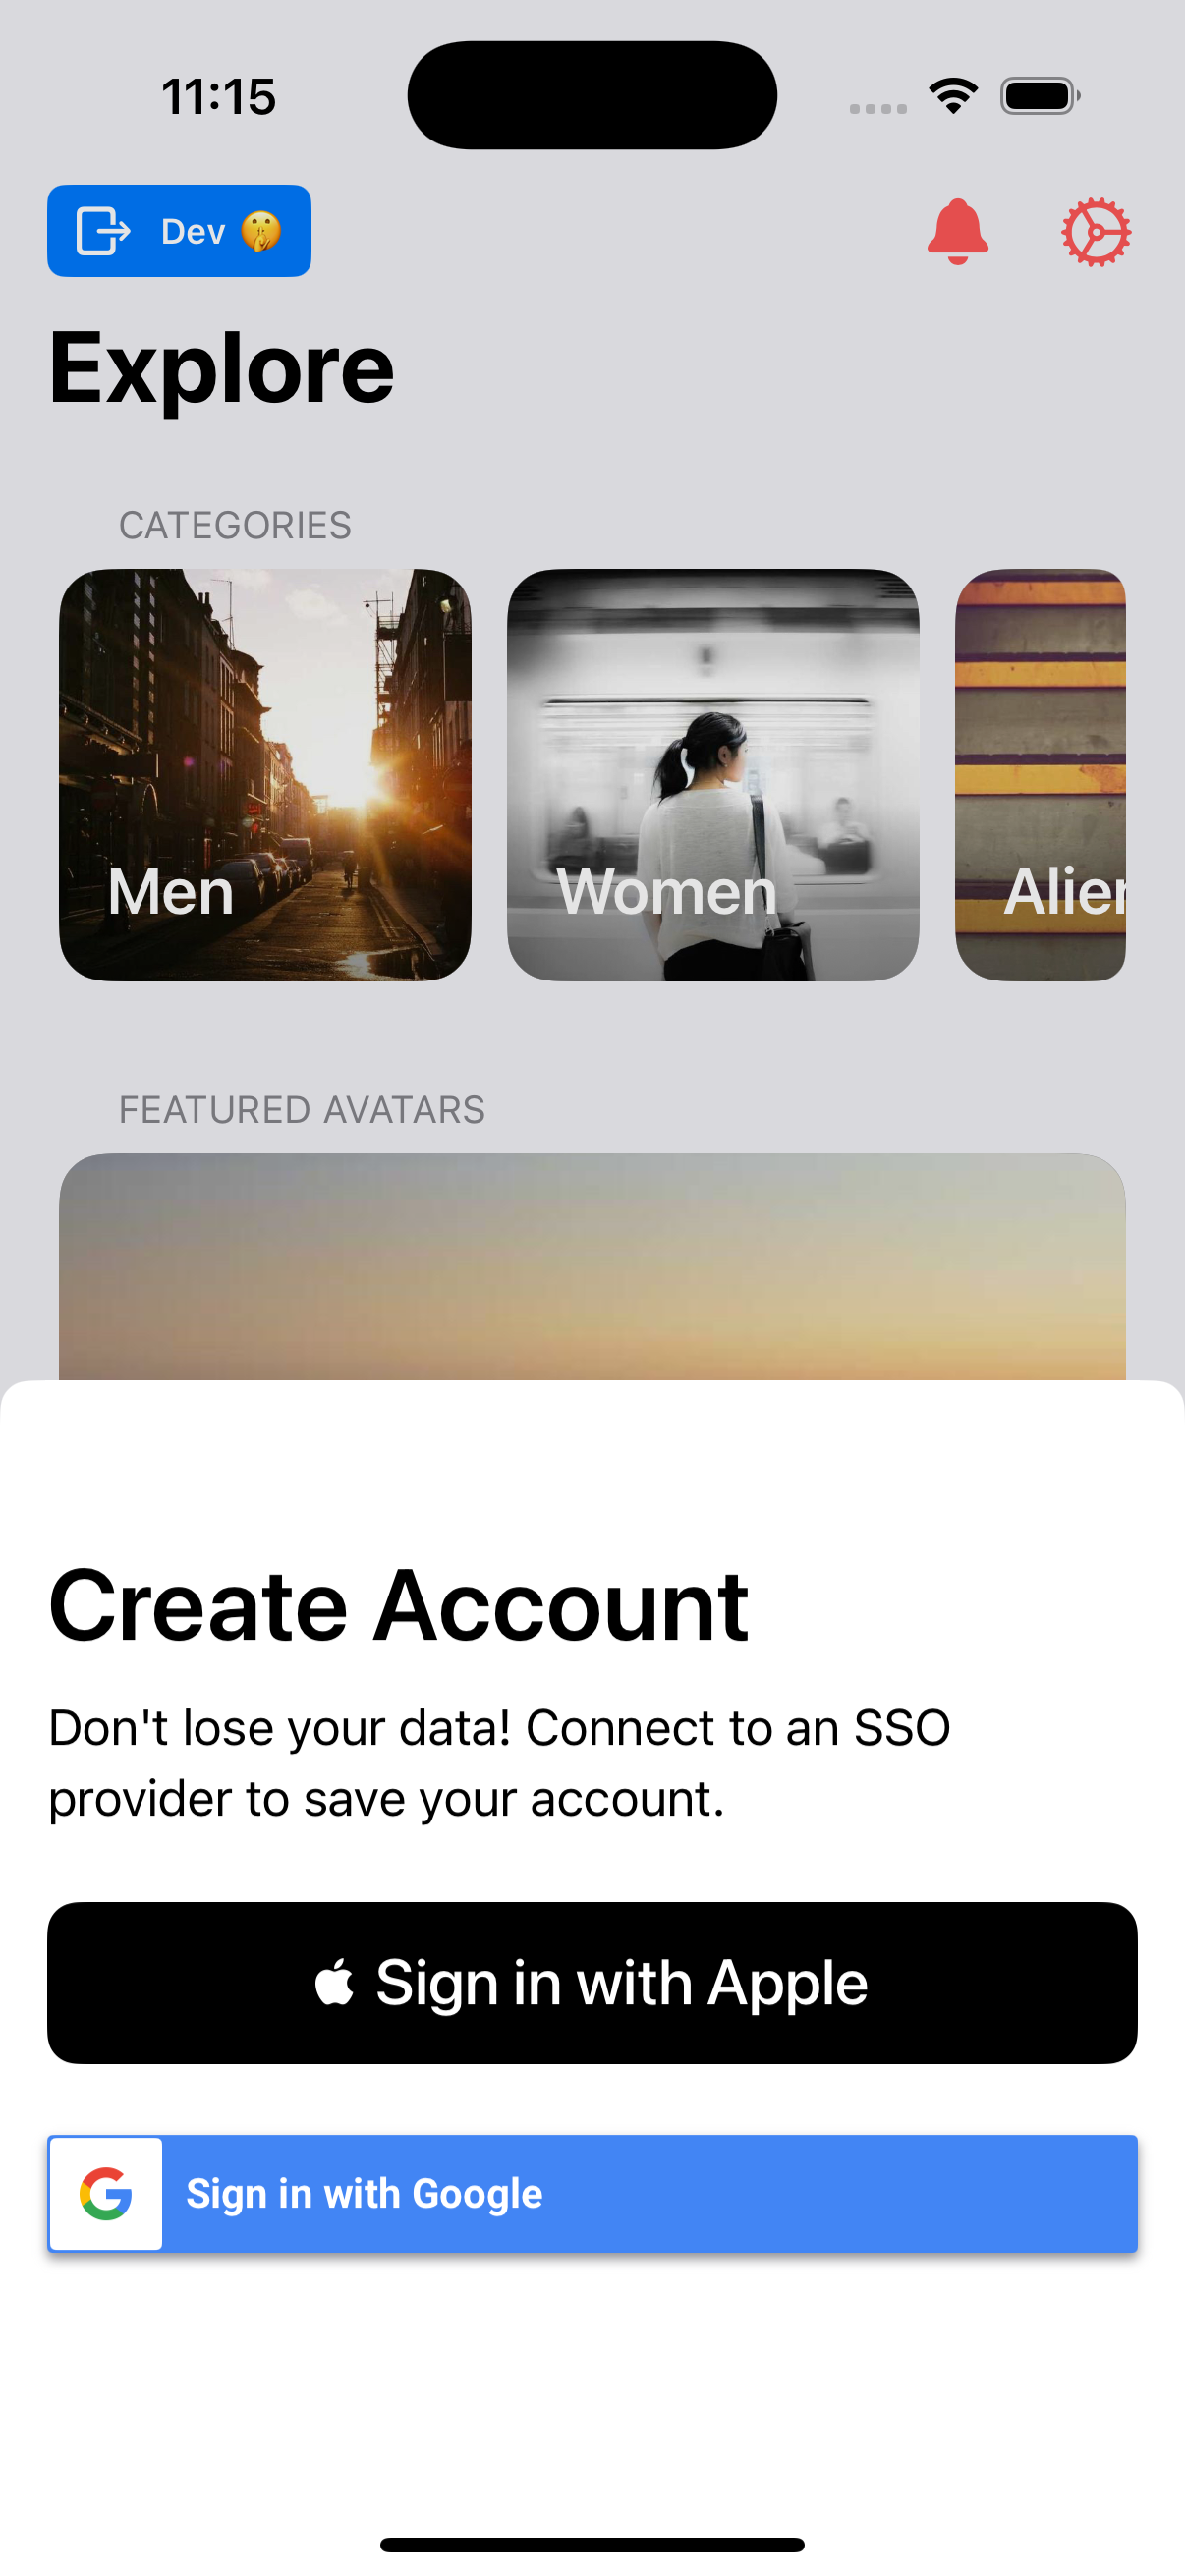 11:15
Dev 🤫
Explore
CATEGORIES
Men
Women
Alien
FEATURED AVATARS
Create Account
Don't lose your data! Connect to an SSO
provider to save your account.
Sign in with Apple
Sign in with Google